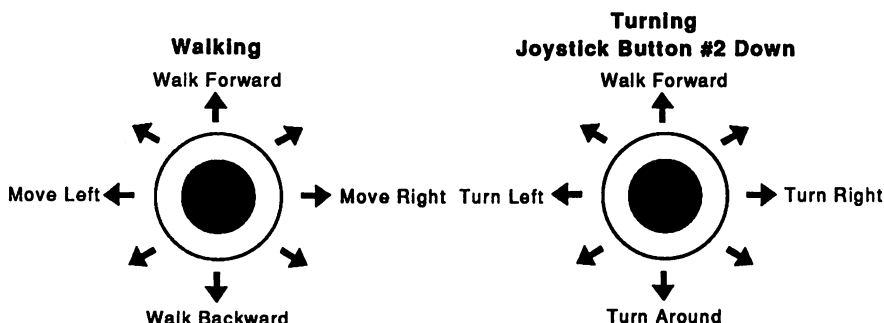 Walking
Walk Forward
Move Left
Move Right
Walk Backward
Turning
Joystick Button #2 Down
Walk Forward
Turn Left
Turn Right
Turn Around